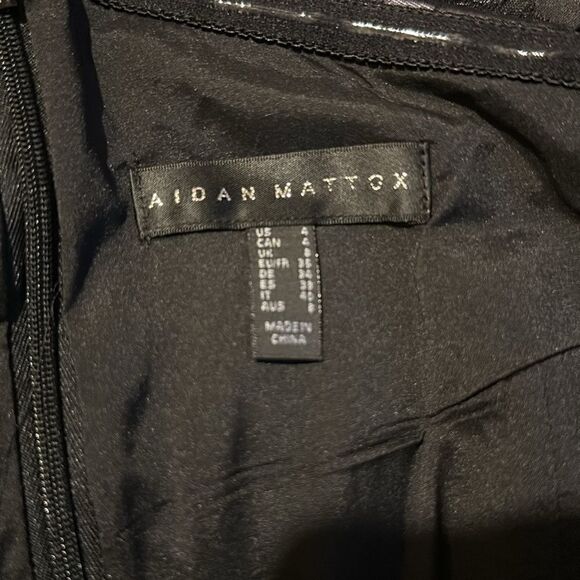 AIDAN MATTOX
US 4
CAN 4
UK 8
EU/FR 36
DE 34
ES
IT 40
AUS 8
MADE IN
CHINA